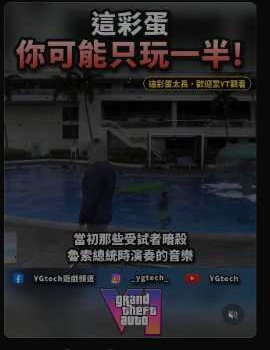 這彩蛋
你可能只玩一半!
這彩蛋太長，歡迎至YT觀看
當初那些受試者暗殺
魯索總統時演奏的音樂
YGtech遊戲頻道
_ygtech_
YGtech
grand
theft
auto
VI